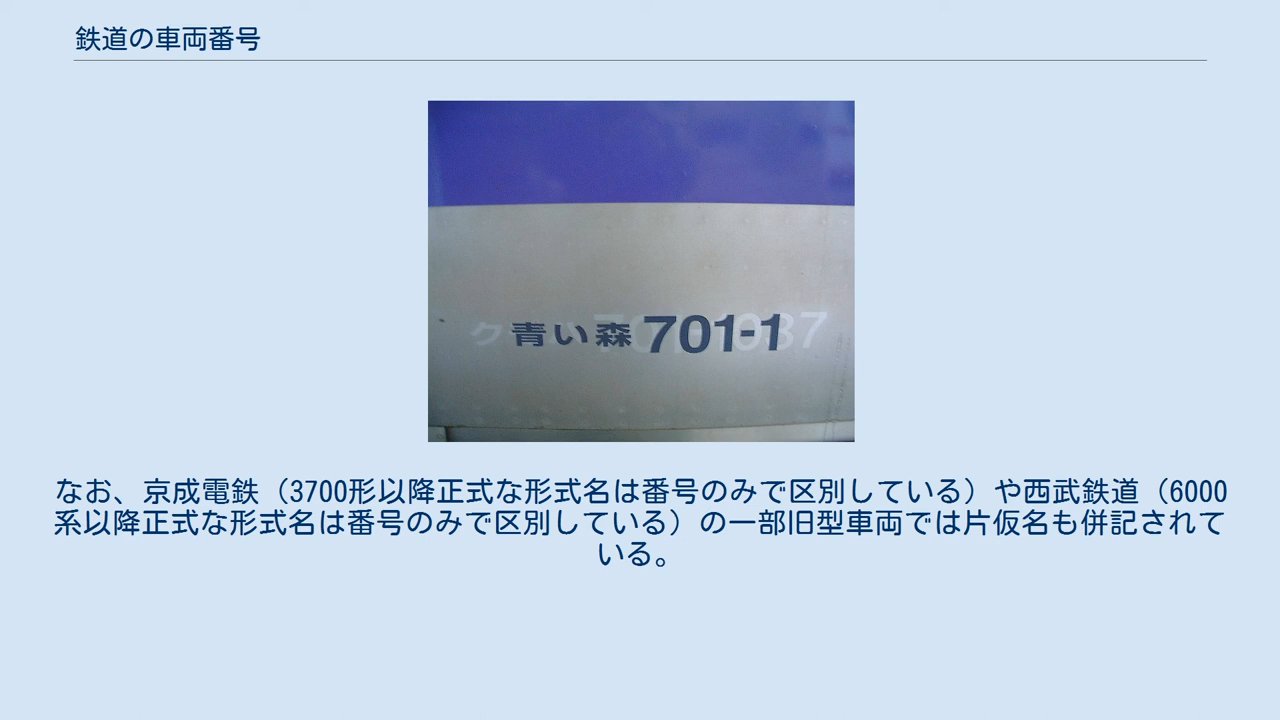 鉄道の車両番号
青い森 701-1
なお、京成電鉄（3700形以降正式な形式名は番号のみで区別している）や西武鉄道（6000
系以降正式な形式名は番号のみで区別している）の一部旧型車両では片仮名も併記されて
いる。